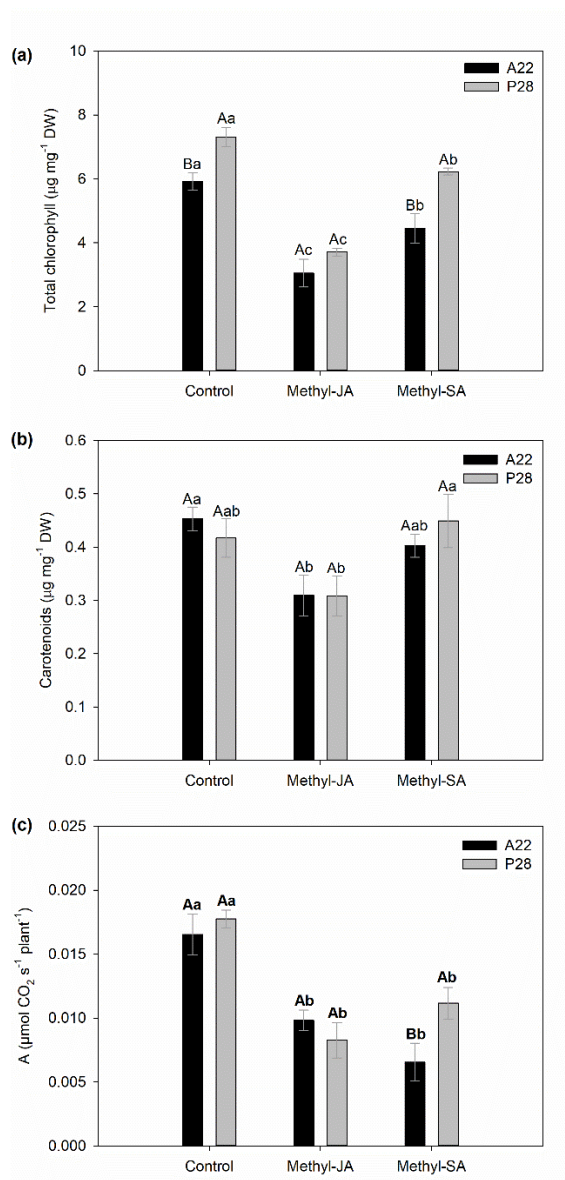 (a)
Total chlorophyll (µg mg⁻¹ DW)
10
8
6
4
2
0
A22
P28
Ba
Aa
Ac
Ac
Bb
Ab
Control
Methyl-JA
Methyl-SA
(b)
Carotenoids (µg mg⁻¹ DW)
0.6
0.5
0.4
0.3
0.2
0.1
0.0
A22
P28
Aa
Aab
Ab
Ab
Aab
Aa
Control
Methyl-JA
Methyl-SA
(c)
A (µmol CO₂ s⁻¹ plant⁻¹)
0.025
0.020
0.015
0.010
0.005
0.000
A22
P28
Aa
Aa
Ab
Ab
Bb
Ab
Control
Methyl-JA
Methyl-SA